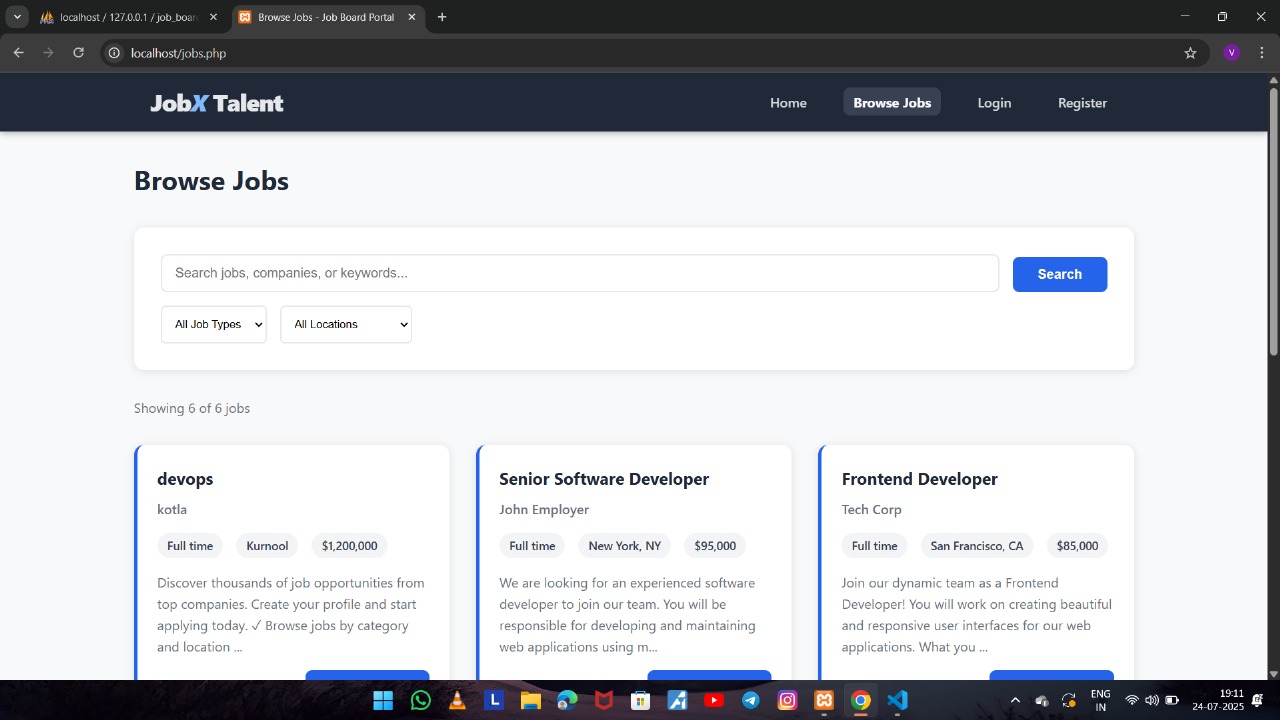 localhost / 127.0.0.1 / job_boar
Browse Jobs - Job Board Portal
localhost/jobs.php
V
JobX Talent
Home
Browse Jobs
Login
Register
Browse Jobs
Search jobs, companies, or keywords...
Search
All Job Types
All Locations
Showing 6 of 6 jobs
devops
kotla
Full time
Kurnool
$1,200,000
Discover thousands of job opportunities from
top companies. Create your profile and start
applying today. ✓ Browse jobs by category
and location ...
Senior Software Developer
John Employer
Full time
New York, NY
$95,000
We are looking for an experienced software
developer to join our team. You will be
responsible for developing and maintaining
web applications using m...
Frontend Developer
Tech Corp
Full time
San Francisco, CA
$85,000
Join our dynamic team as a Frontend
Developer! You will work on creating beautiful
and responsive user interfaces for our web
applications. What you ...
L
ENG
IN
19:11
24-07-2025